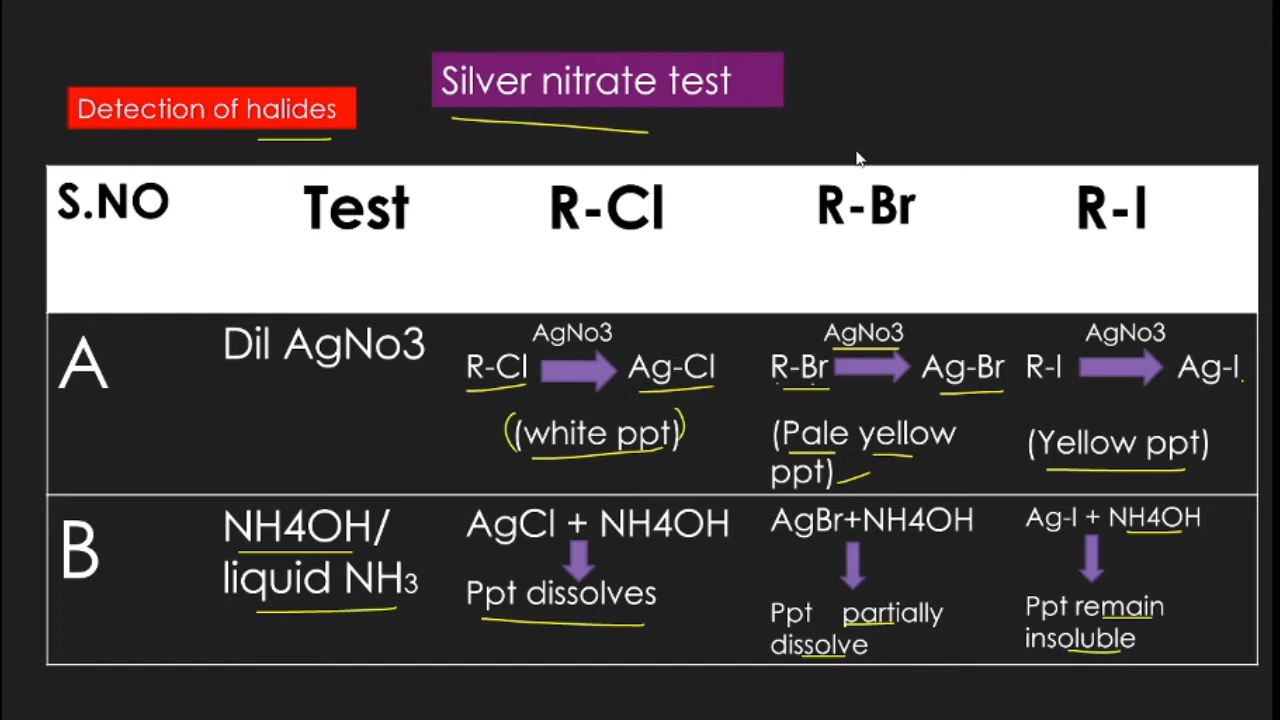 Silver nitrate test
Detection of halides
S.NO Test R-Cl R-Br R-I
A Dil AgNo3
AgNo3
R-Cl Ag-Cl
(white ppt)
AgNo3
R-Br Ag-Br
(Pale yellow
ppt)
AgNo3
R-I Ag-I
(Yellow ppt)
B NH4OH/
liquid NH3
AgCl + NH4OH
Ppt dissolves
AgBr+NH4OH
Ppt partially
dissolve
Ag-I + NH4OH
Ppt remain
insoluble